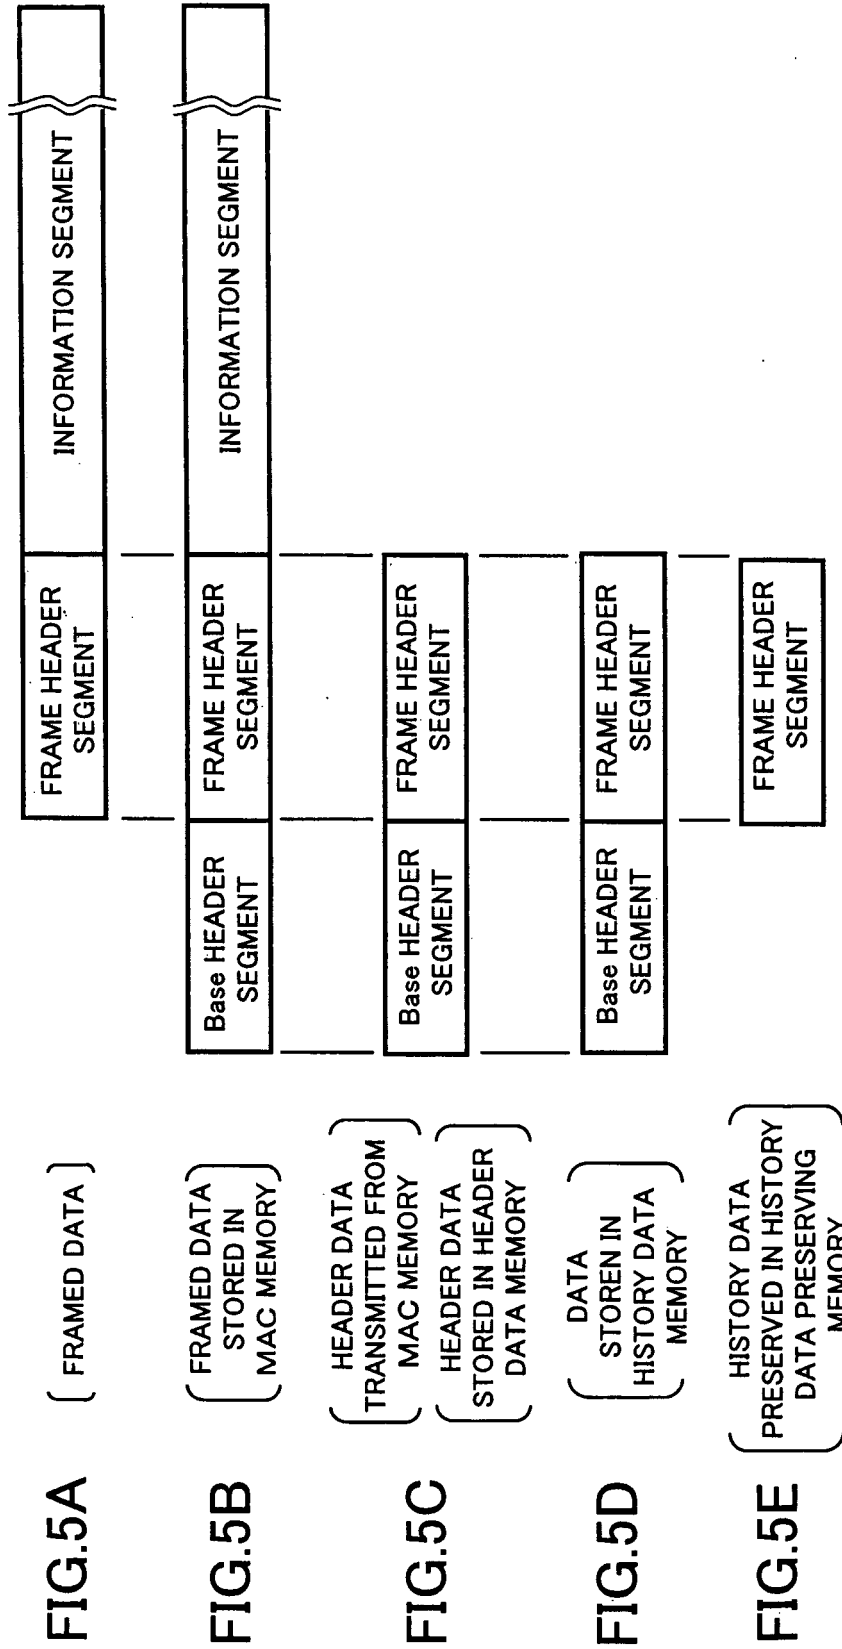 FIG.5A
FRAMED DATA
FRAME HEADER
SEGMENT
INFORMATION SEGMENT
FIG.5B
FRAMED DATA
STORED IN
MAC MEMORY
Base HEADER
SEGMENT
FRAME HEADER
SEGMENT
INFORMATION SEGMENT
FIG.5C
HEADER DATA
TRANSMITTED FROM
MAC MEMORY
HEADER DATA
STORED IN HEADER
DATA MEMORY
Base HEADER
SEGMENT
FRAME HEADER
SEGMENT
FIG.5D
DATA
STOREN IN
HISTORY DATA
MEMORY
Base HEADER
SEGMENT
FRAME HEADER
SEGMENT
FIG.5E
HISTORY DATA
PRESERVED IN HISTORY
DATA PRESERVING
MEMORY
FRAME HEADER
SEGMENT